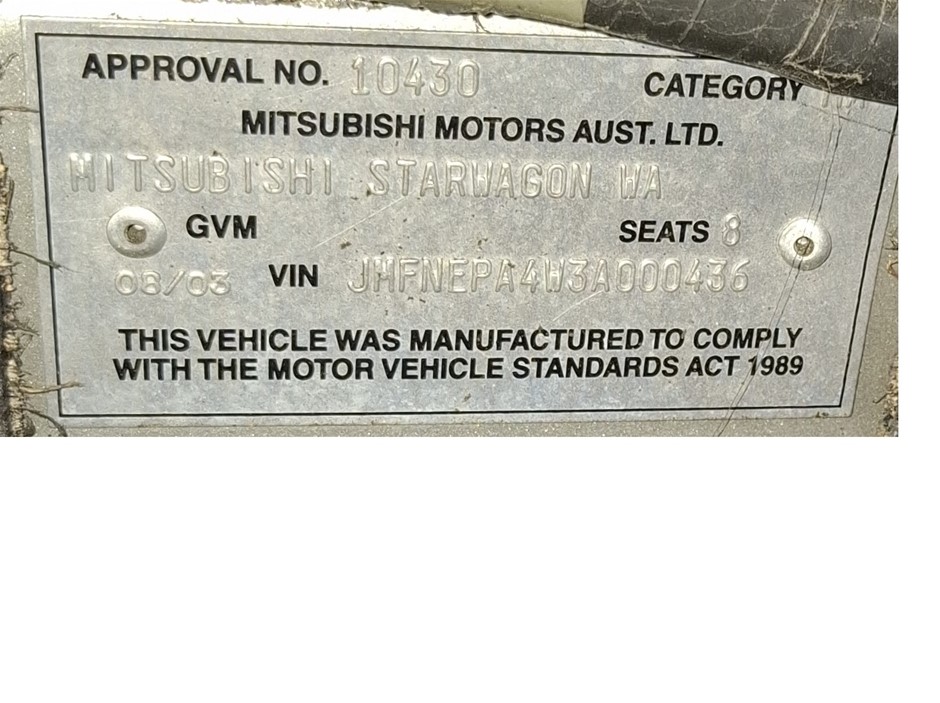 APPROVAL NO. 10430 CATEGORY
MITSUBISHI MOTORS AUST. LTD.
MITSUBISHI STARWAGON WA
GVM SEATS 8
08/03 VIN JMFNEPA4W3A000436
THIS VEHICLE WAS MANUFACTURED TO COMPLY
WITH THE MOTOR VEHICLE STANDARDS ACT 1989